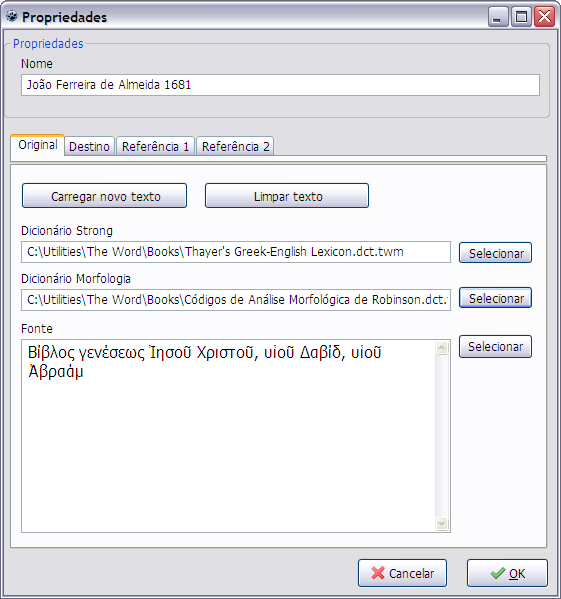 Propriedades
Propriedades
Nome
João Ferreira de Almeida 1681
Original Destino Referência 1 Referência 2
Carregar novo texto Limpar texto
Dicionário Strong
C:\Utilities\The Word\Books\Thayer's Greek-English Lexicon.dct.twm Selecionar
Dicionário Morfologia
C:\Utilities\The Word\Books\Códigos de Análise Morfológica de Robinson.dct. Selecionar
Fonte
Selecionar
Βίβλος γενέσεως Ἰησοῦ Χριστοῦ, υἱοῦ Δαβίδ, υἱοῦ
Ἀβραάμ
Cancelar OK